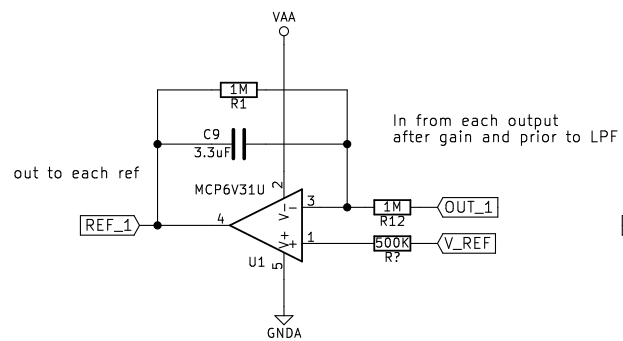 VAA
1M
R1
In from each output
after gain and prior to LPF
C9
3.3uF
out to each ref
MCP6V31U
2
V-
3
-
1M
OUT_1
R12
REF_1
4
V+
+
1
500K
V_REF
R?
U1
5
GNDA